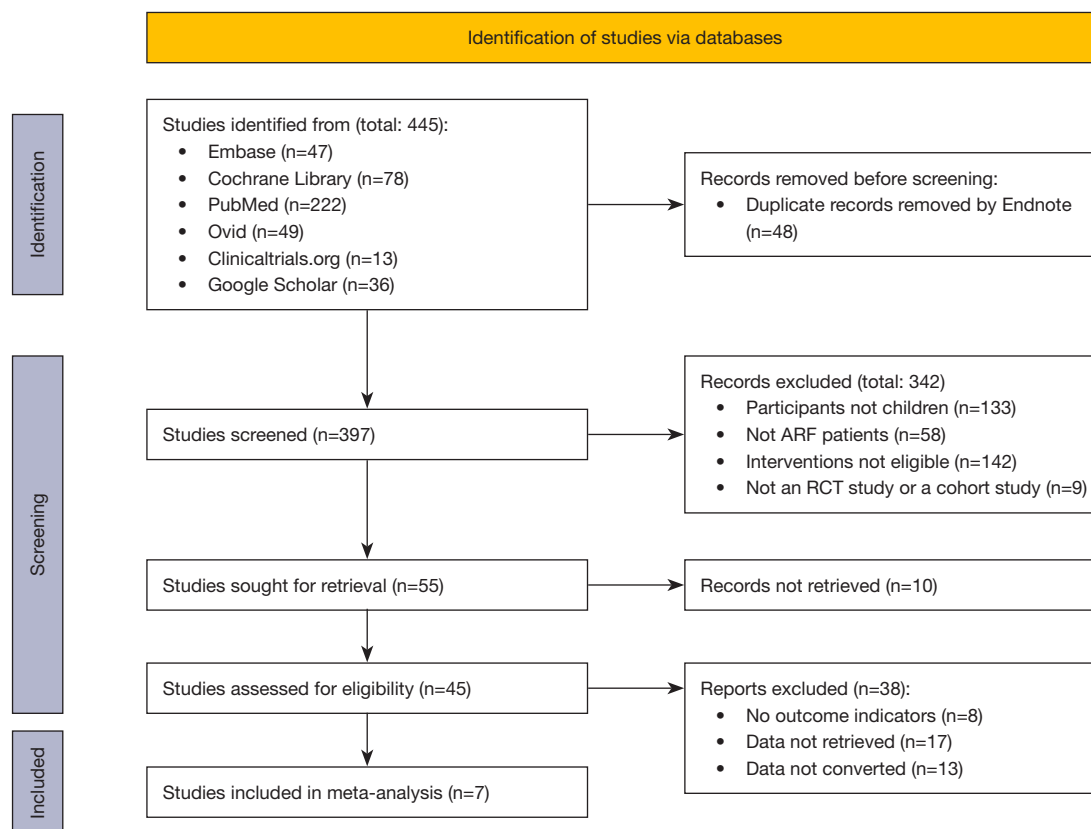 Identification of studies via databases
Identification
Studies identified from (total: 445):
• Embase (n=47)
• Cochrane Library (n=78)
• PubMed (n=222)
• Ovid (n=49)
• Clinicaltrials.org (n=13)
• Google Scholar (n=36)
Records removed before screening:
• Duplicate records removed by Endnote
(n=48)
Screening
Studies screened (n=397)
Records excluded (total: 342)
• Participants not children (n=133)
• Not ARF patients (n=58)
• Interventions not eligible (n=142)
• Not an RCT study or a cohort study (n=9)
Studies sought for retrieval (n=55)
Records not retrieved (n=10)
Studies assessed for eligibility (n=45)
Reports excluded (n=38):
• No outcome indicators (n=8)
• Data not retrieved (n=17)
• Data not converted (n=13)
Included
Studies included in meta-analysis (n=7)